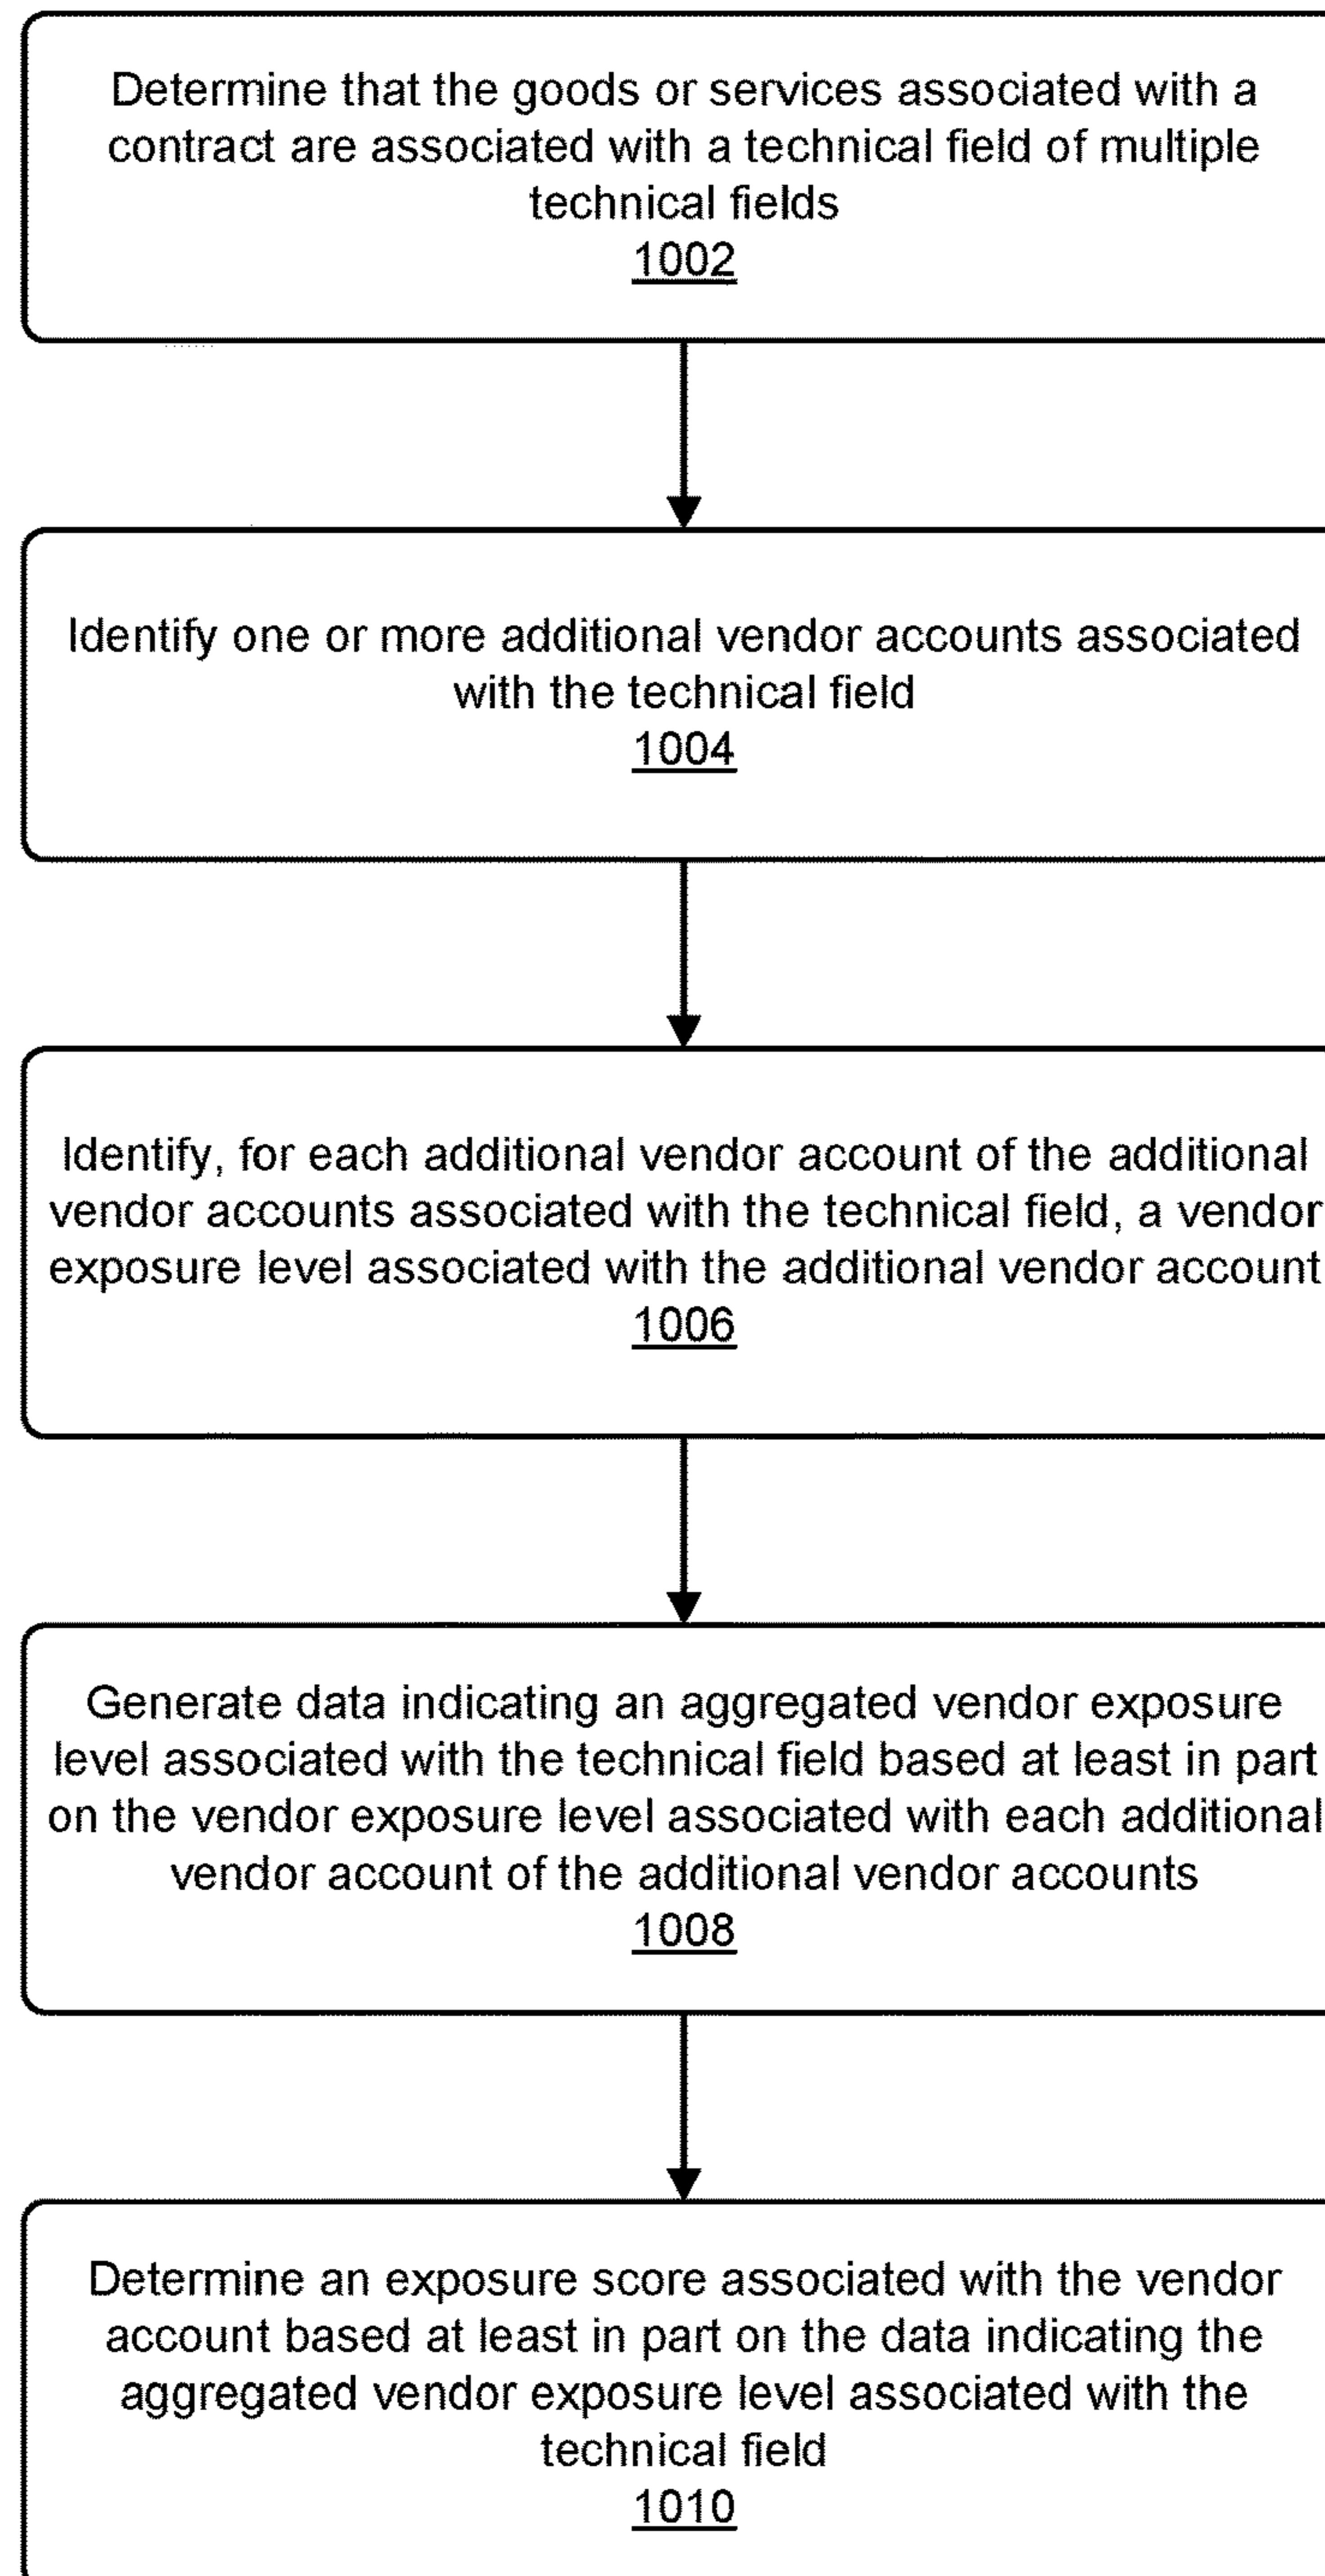 Determine that the goods or services associated with a
contract are associated with a technical field of multiple
technical fields
1002
Identify one or more additional vendor accounts associated
with the technical field
1004
Identify, for each additional vendor account of the additional
vendor accounts associated with the technical field, a vendor
exposure level associated with the additional vendor account
1006
Generate data indicating an aggregated vendor exposure
level associated with the technical field based at least in part
on the vendor exposure level associated with each additional
vendor account of the additional vendor accounts
1008
Determine an exposure score associated with the vendor
account based at least in part on the data indicating the
aggregated vendor exposure level associated with the
technical field
1010